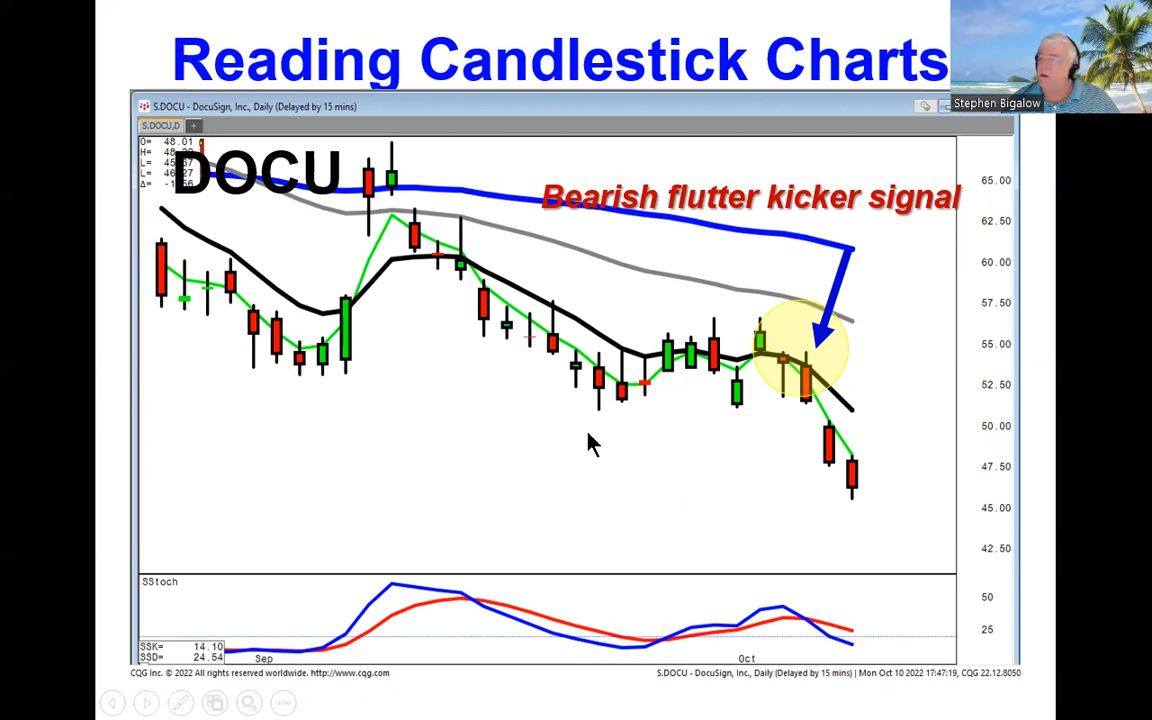 Reading Candlestick Charts
Stephen Bigalow
S.DOCU - DocuSign, Inc., Daily (Delayed by 15 mins)
S.DOCU,D
+
O= 48.01
L=
L=
Δ=
DOCU
Bearish flutter kicker signal
65.00
62.50
60.00
57.50
55.00
52.50
50.00
47.50
45.00
42.50
SStoch
50
25
SSK= 14.10
SSD= 24.54
Sep
Oct
CQG Inc. © 2022 All rights reserved worldwide. http://www.cqg.com
S.DOCU - DocuSign, Inc., Daily (Delayed by 15 mins) | Mon Oct 10 2022 17:47:19, CQG 22.12.8050